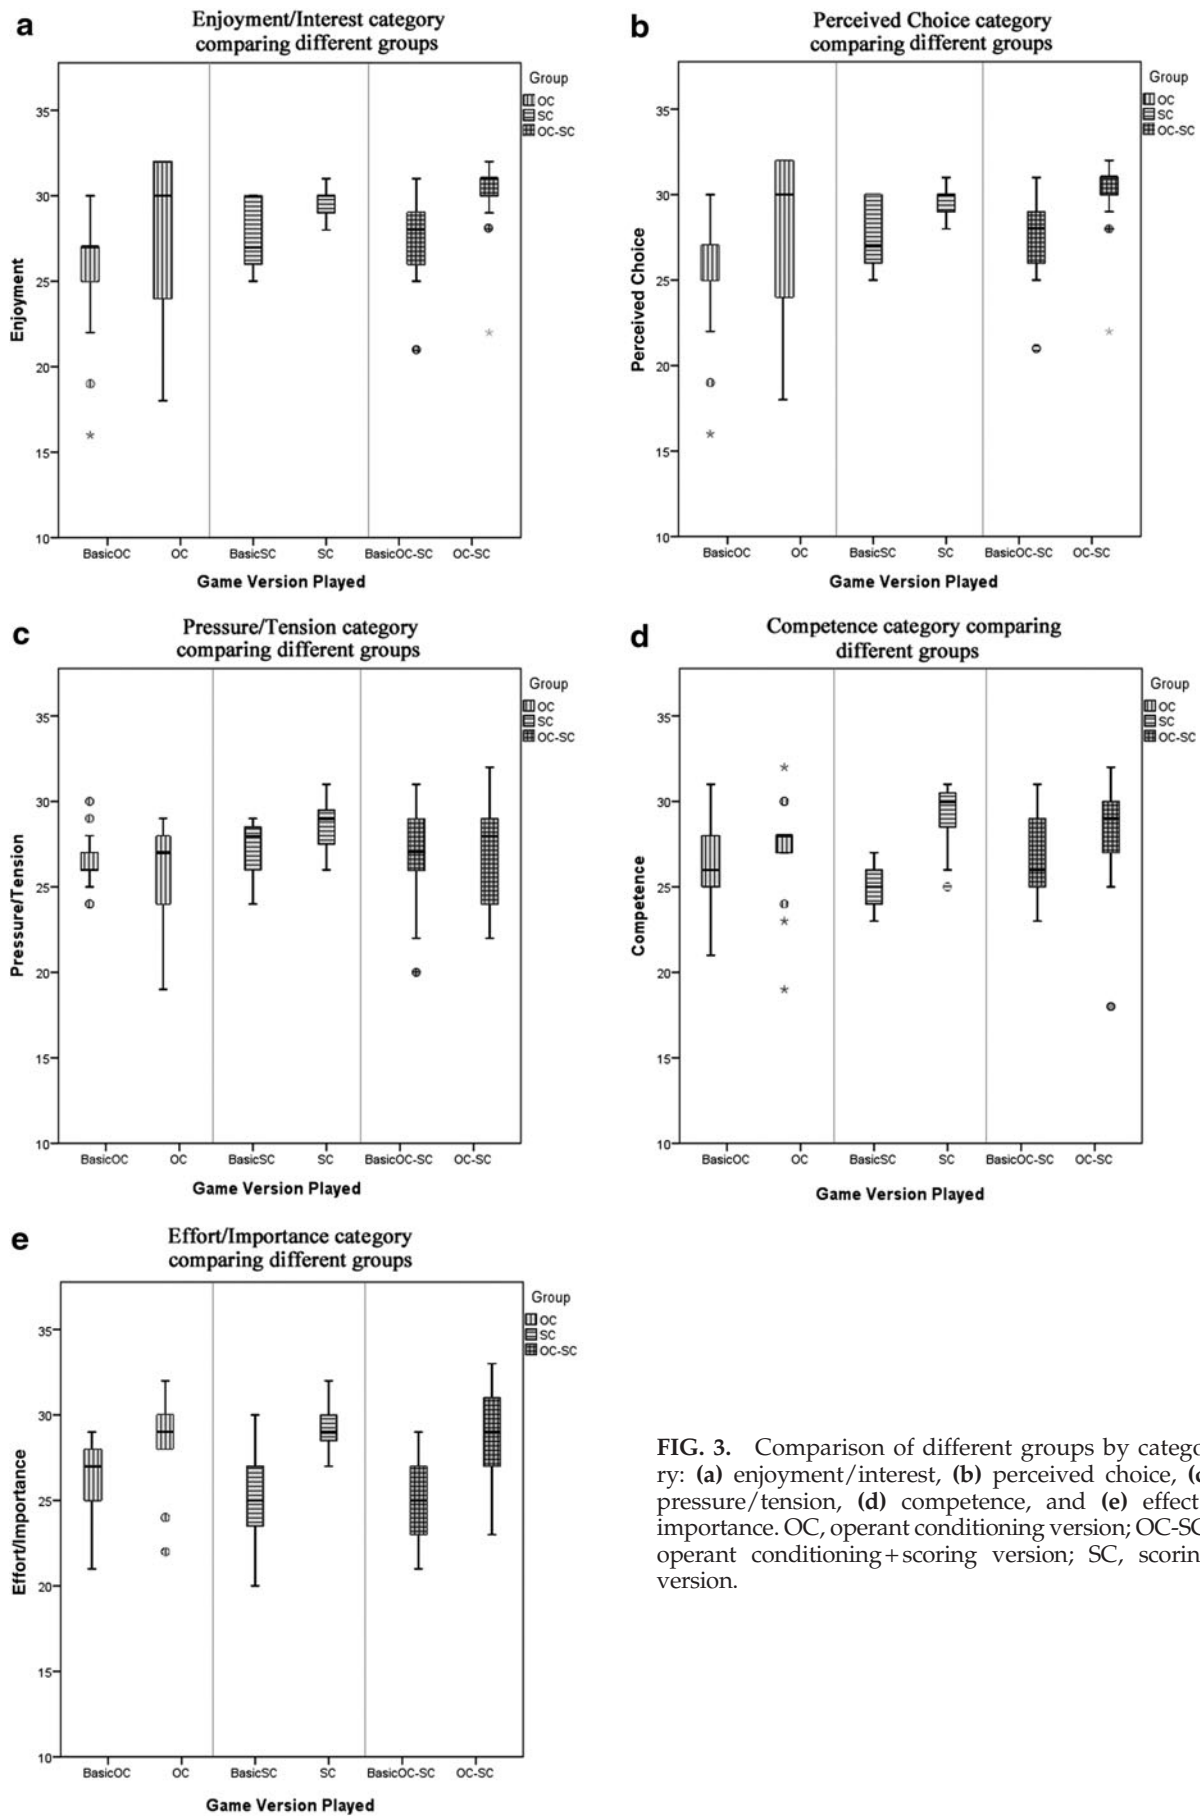 a
Enjoyment/Interest category
comparing different groups
Group
OC
SC
OC-SC
35
30
25
20
15
10
Enjoyment
BasicOC
OC
BasicSC
SC
BasicOC-SC
OC-SC
Game Version Played
b
Perceived Choice category
comparing different groups
Group
OC
SC
OC-SC
35
30
25
20
15
10
Perceived Choice
BasicOC
OC
BasicSC
SC
BasicOC-SC
OC-SC
Game Version Played
c
Pressure/Tension category
comparing different groups
Group
OC
SC
OC-SC
35
30
25
20
15
10
Pressure/Tension
BasicOC
OC
BasicSC
SC
BasicOC-SC
OC-SC
Game Version Played
d
Competence category comparing
different groups
Group
OC
SC
OC-SC
35
30
25
20
15
10
Competence
BasicOC
OC
BasicSC
SC
BasicOC-SC
OC-SC
Game Version Played
e
Effort/Importance category
comparing different groups
Group
OC
SC
OC-SC
35
30
25
20
15
10
Effort/Importance
BasicOC
OC
BasicSC
SC
BasicOC-SC
OC-SC
Game Version Played
FIG. 3. Comparison of different groups by catego
ry: (a) enjoyment/interest, (b) perceived choice,
pressure/tension, (d) competence, and (e) effect
importance. OC, operant conditioning version; OC-SC
operant conditioning+scoring version; SC, scorin
version.